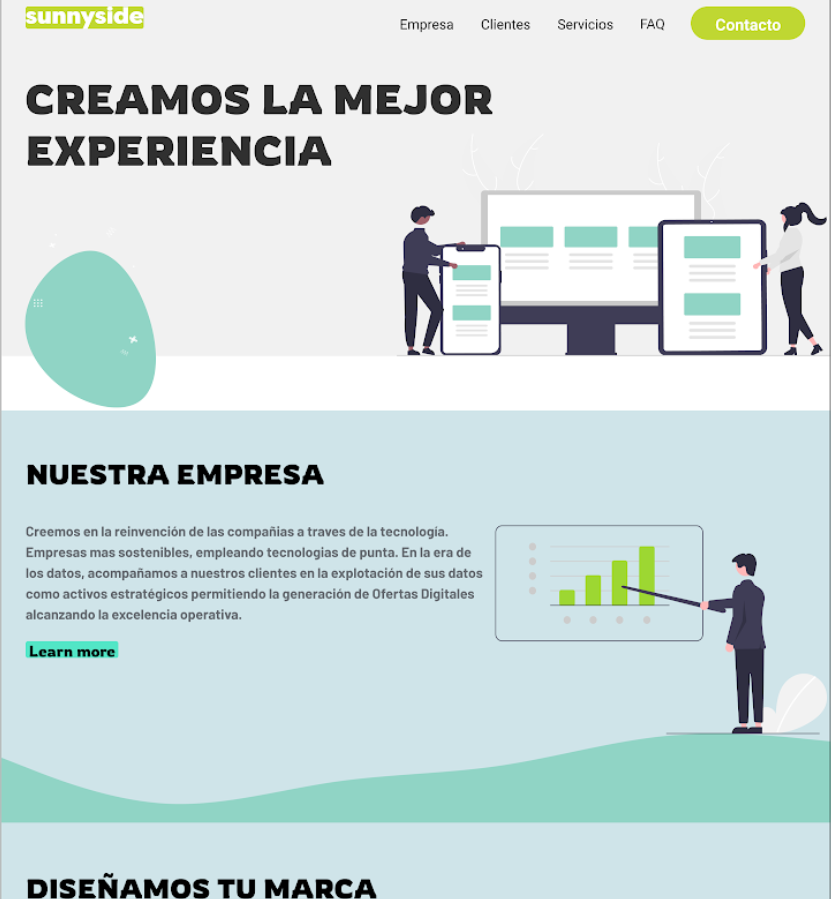 sunnyside
Empresa Clientes Servicios FAQ Contacto
CREAMOS LA MEJOR
EXPERIENCIA
NUESTRA EMPRESA
Creemos en la reinvención de las compañias a traves de la tecnología.
Empresas mas sostenibles, empleando tecnologias de punta. En la era de
los datos, acompañamos a nuestros clientes en la explotación de sus datos
como activos estratégicos permitiendo la generación de Ofertas Digitales
alcanzando la excelencia operativa.
Learn more
DISEÑAMOS TU MARCA